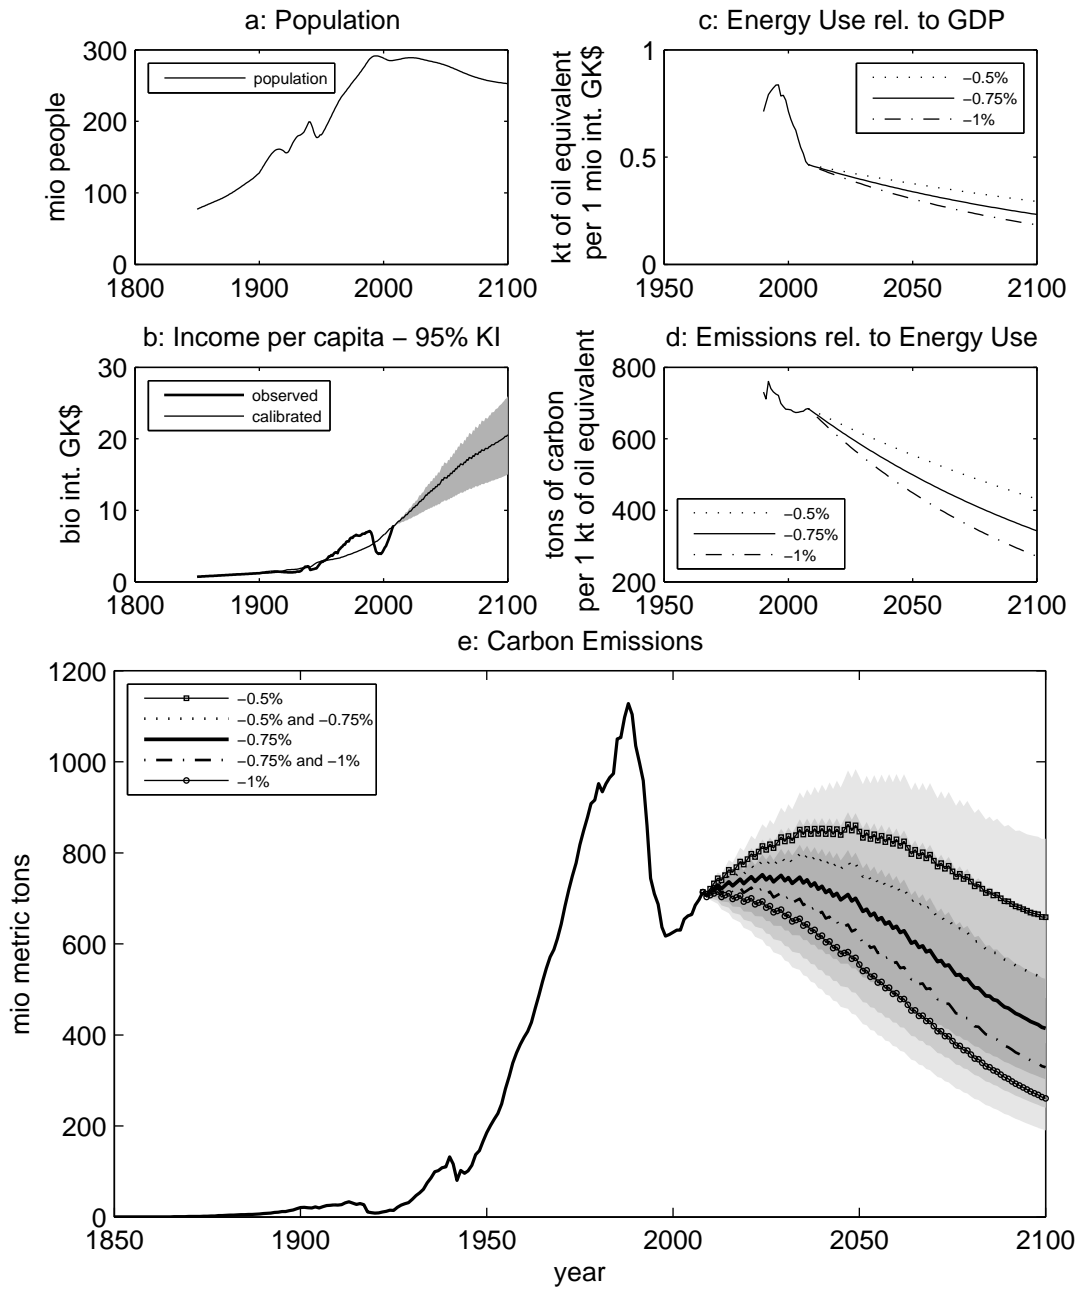 a: Population
300
200
100
0
1800
1900
2000
2100
mio people
population
c: Energy Use rel. to GDP
1
0.5
0
1950
2000
2050
2100
kt of oil equivalent
per 1 mio int. GK$
−0.5%
−0.75%
−1%
b: Income per capita − 95% KI
30
20
10
0
1800
1900
2000
2100
bio int. GK$
observed
calibrated
d: Emissions rel. to Energy Use
800
600
400
200
1950
2000
2050
2100
tons of carbon
per 1 kt of oil equivalent
−0.5%
−0.75%
−1%
e: Carbon Emissions
1200
1000
800
600
400
200
0
1850
1900
1950
2000
2050
2100
mio metric tons
year
−0.5%
−0.5% and −0.75%
−0.75%
−0.75% and −1%
−1%